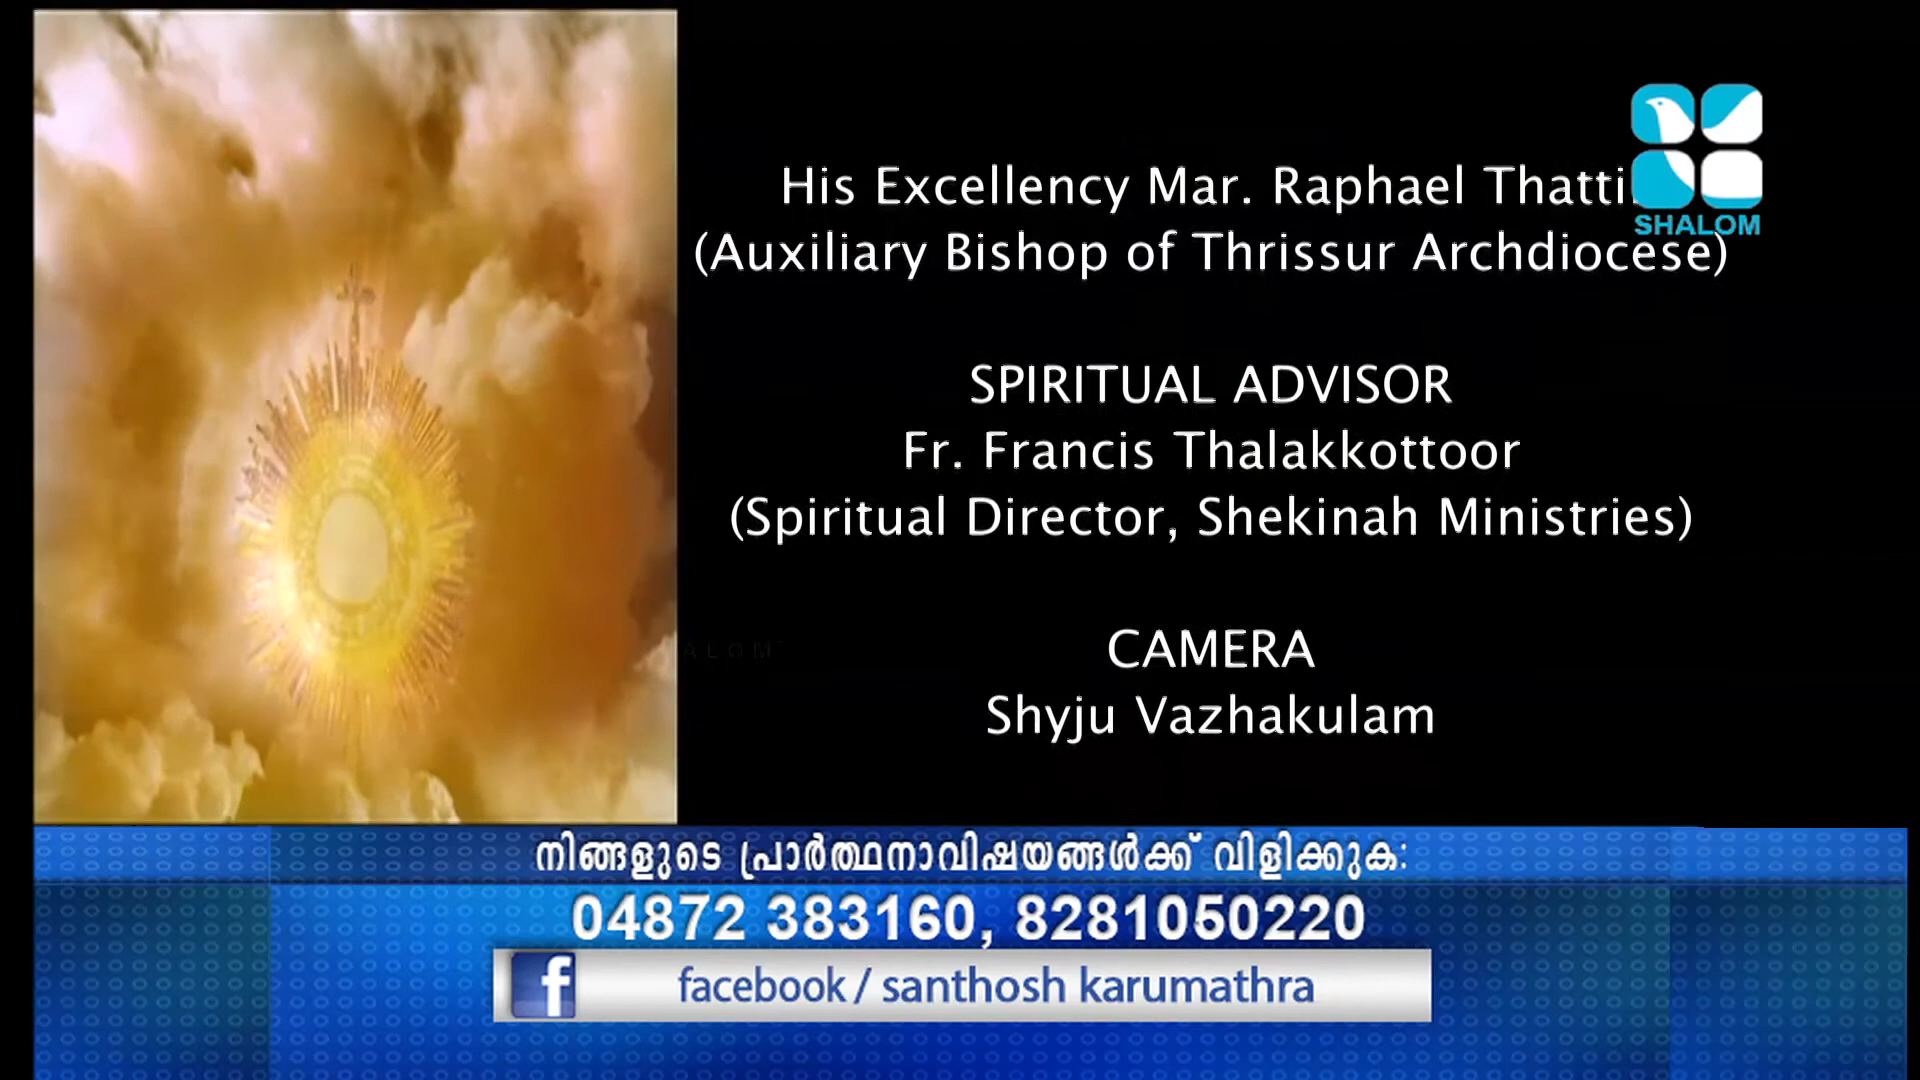 His Excellency Mar. Raphael
(Auxiliary Bishop of Thrissur Archdiocese)
SHALOM
SPIRITUAL ADVISOR
Fr. Francis Thalakkottoor
(Spiritual Director, Shekinah Ministries)
CAMERA
Shyju Vazhakulam
നിങ്ങളുടെ പ്രാർത്ഥനാവിഷയങ്ങൾക്ക് വിളിക്കുക:
04872 383160, 8281050220
facebook / santhosh karumathra